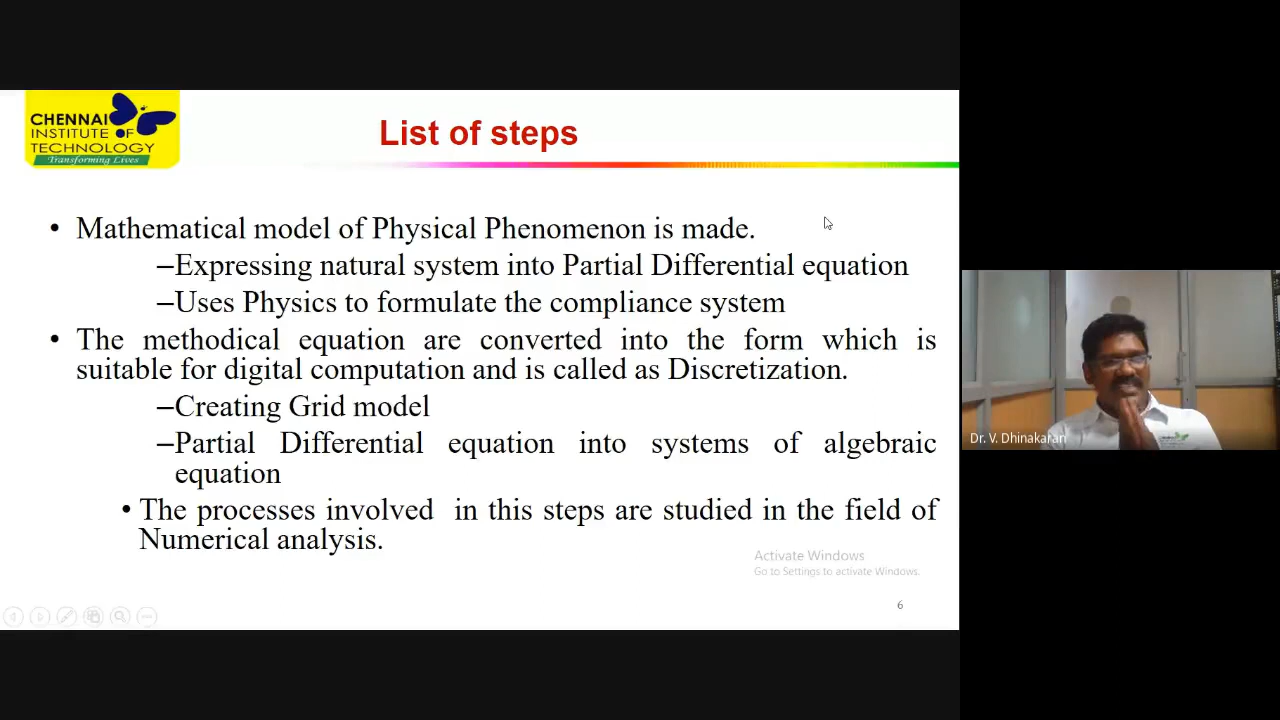 CHENNAI
INSTITUTE OF
TECHNOLOGY
Transforming Lives
List of steps
• Mathematical model of Physical Phenomenon is made.
–Expressing natural system into Partial Differential equation
–Uses Physics to formulate the compliance system
• The methodical equation are converted into the form which is
suitable for digital computation and is called as Discretization.
–Creating Grid model
–Partial Differential equation into systems of algebraic
equation
• The processes involved in this steps are studied in the field of
Numerical analysis.
Activate Windows
Go to Settings to activate Windows.
6
Dr. V. Dhinakaran